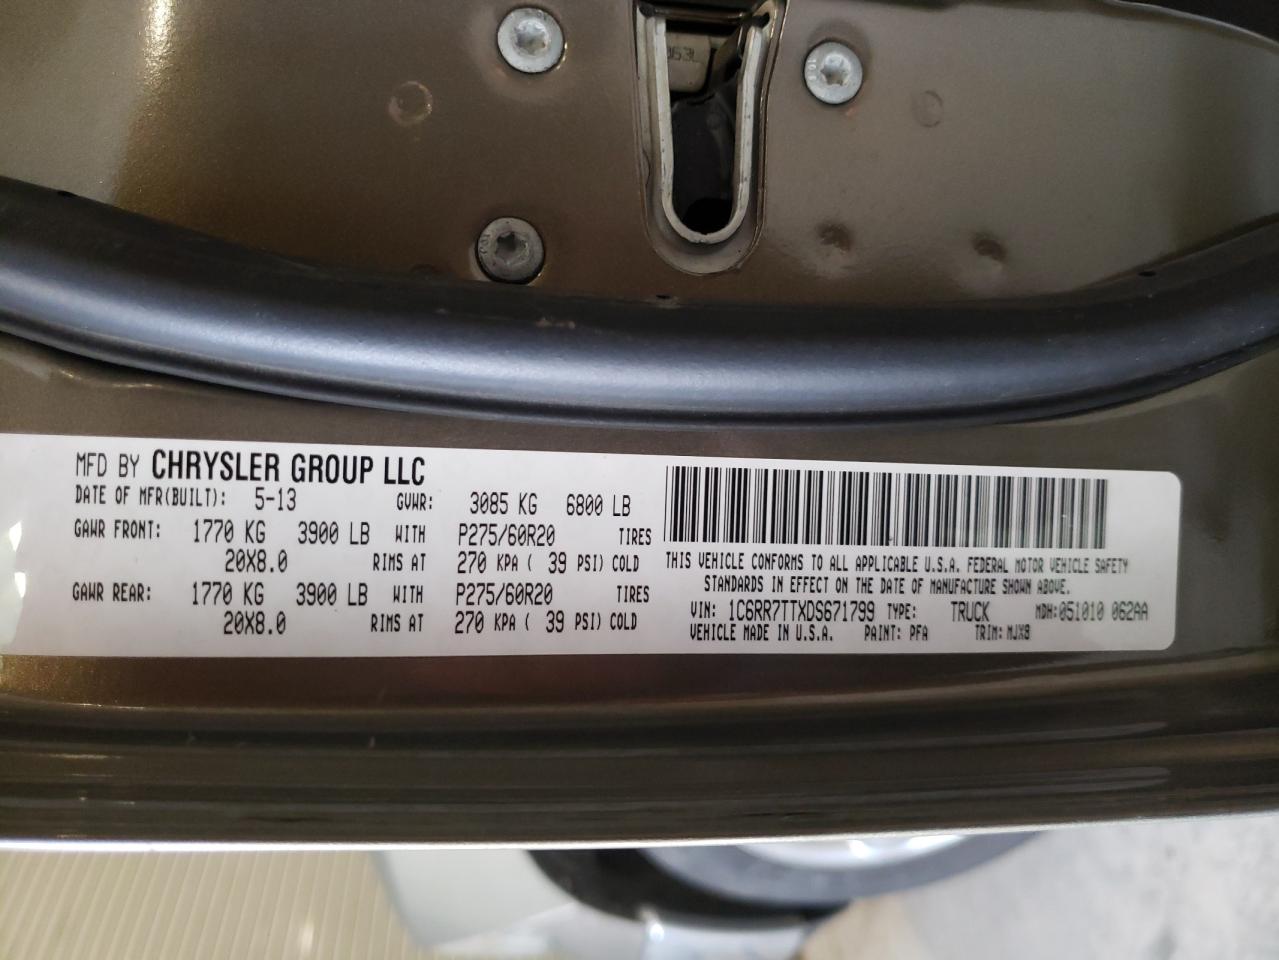 MFD BY CHRYSLER GROUP LLC
DATE OF MFR(BUILT): 5-13 GVWR: 3085 KG 6800 LB
GAWR FRONT: 1770 KG 3900 LB WITH P275/60R20 TIRES
20X8.0 RIMS AT 270 KPA ( 39 PSI) COLD
GAWR REAR: 1770 KG 3900 LB WITH P275/60R20 TIRES
20X8.0 RIMS AT 270 KPA ( 39 PSI) COLD
THIS VEHICLE CONFORMS TO ALL APPLICABLE U.S.A. FEDERAL MOTOR VEHICLE SAFETY
STANDARDS IN EFFECT ON THE DATE OF MANUFACTURE SHOWN ABOVE.
VIN: 1C6RR7TTXDS671799 TYPE: TRUCK MDH:051010 062AA
VEHICLE MADE IN U.S.A. PAINT: PFA TRIM: MJX8